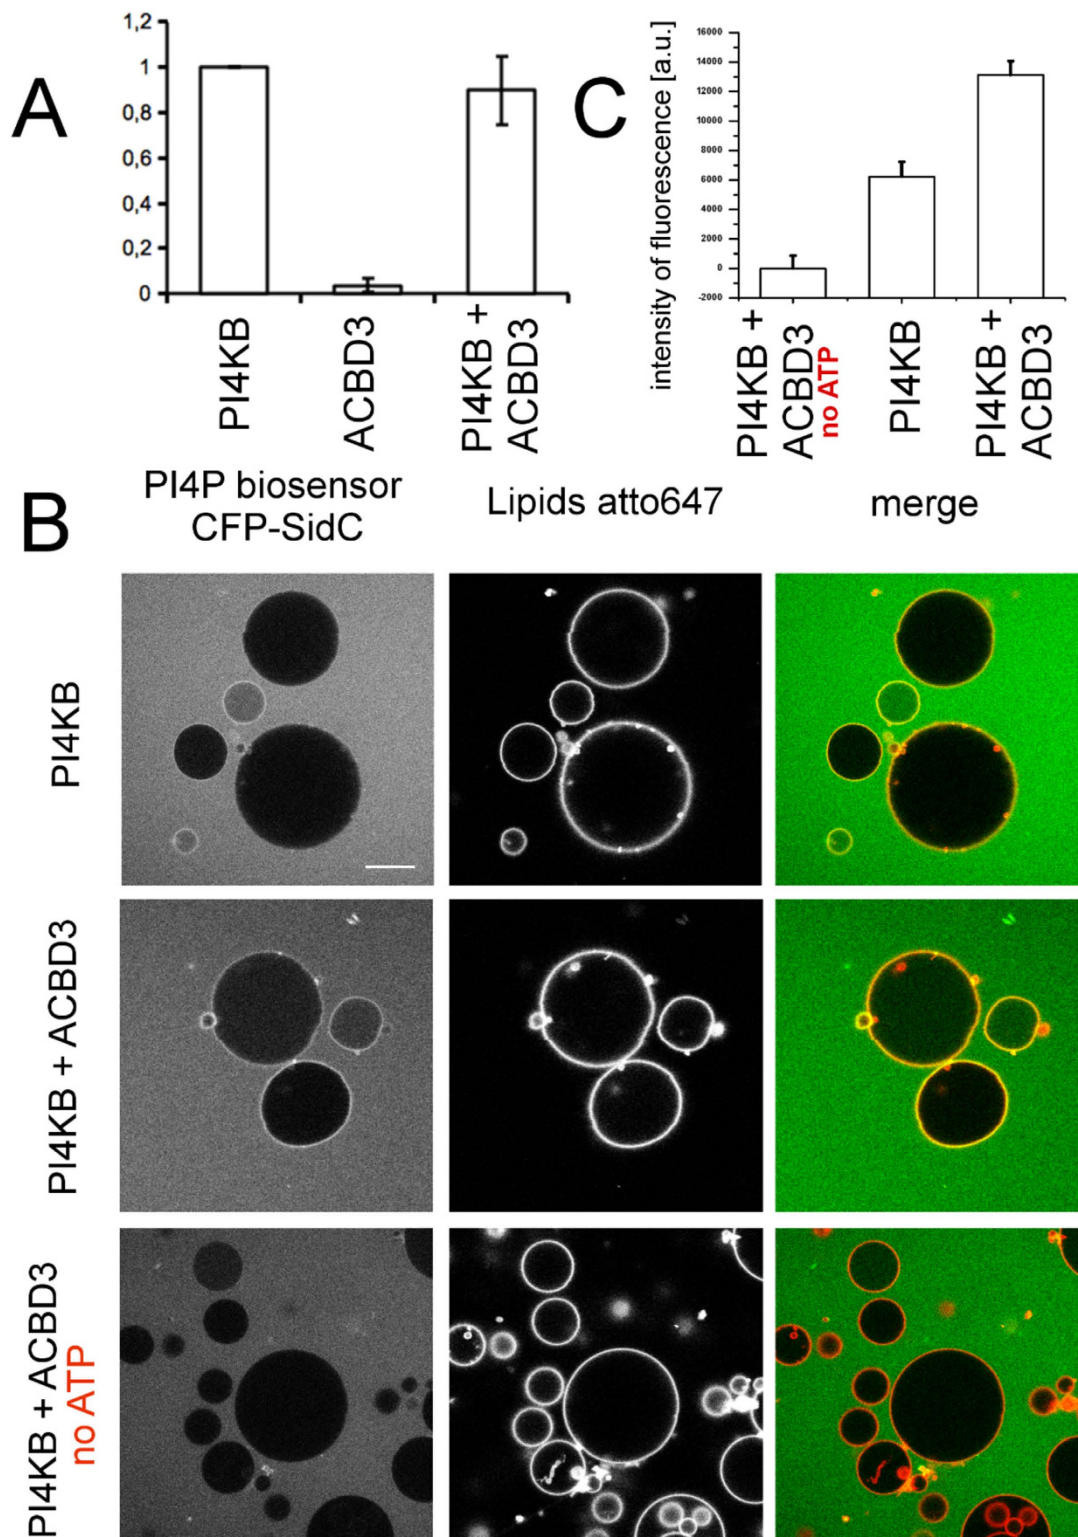 A
1,2
1
0,8
0,6
0,4
0,2
0
PI4KB
ACBD3
PI4KB +
ACBD3
C
intensity of fluorescence [a.u.]
16000
14000
12000
10000
8000
6000
4000
2000
0
-2000
PI4KB +
ACBD3
no ATP
PI4KB
PI4KB +
ACBD3
B
PI4P biosensor
CFP-SidC
Lipids atto647
merge
PI4KB
PI4KB + ACBD3
PI4KB + ACBD3
no ATP